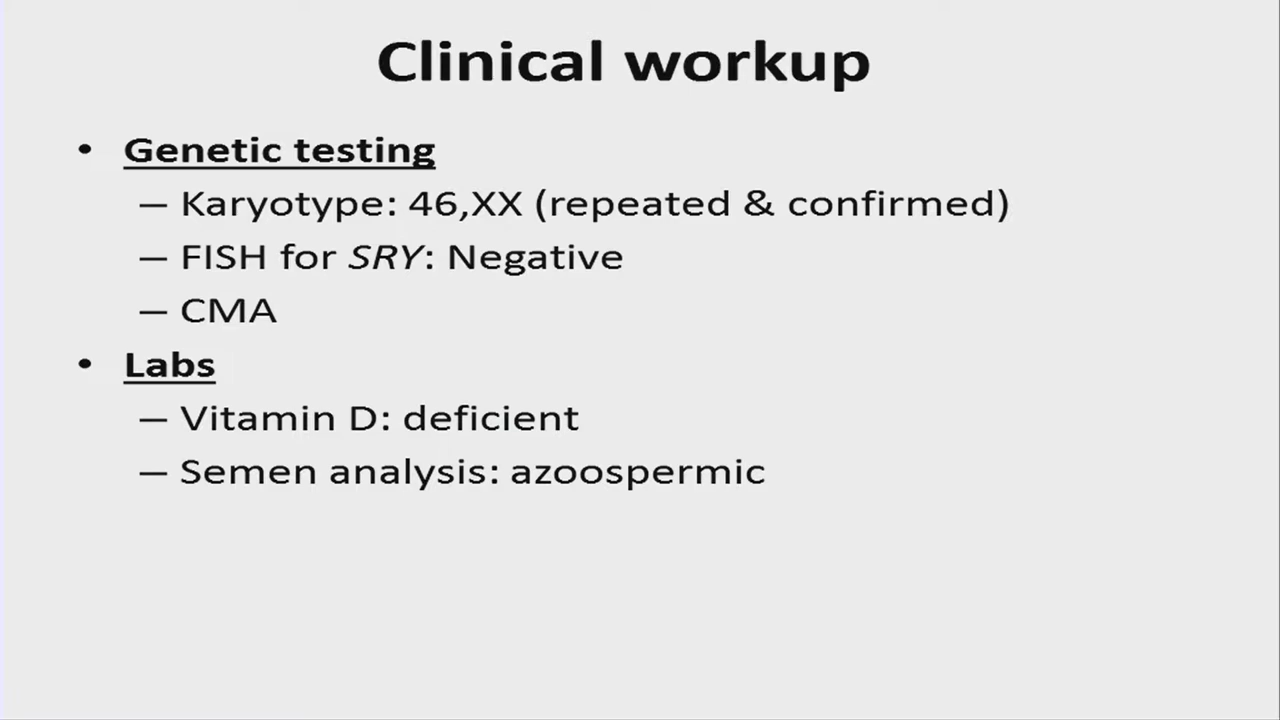 Clinical workup
• Genetic testing
– Karyotype: 46,XX (repeated & confirmed)
– FISH for SRY: Negative
– CMA
• Labs
– Vitamin D: deficient
– Semen analysis: azoospermic